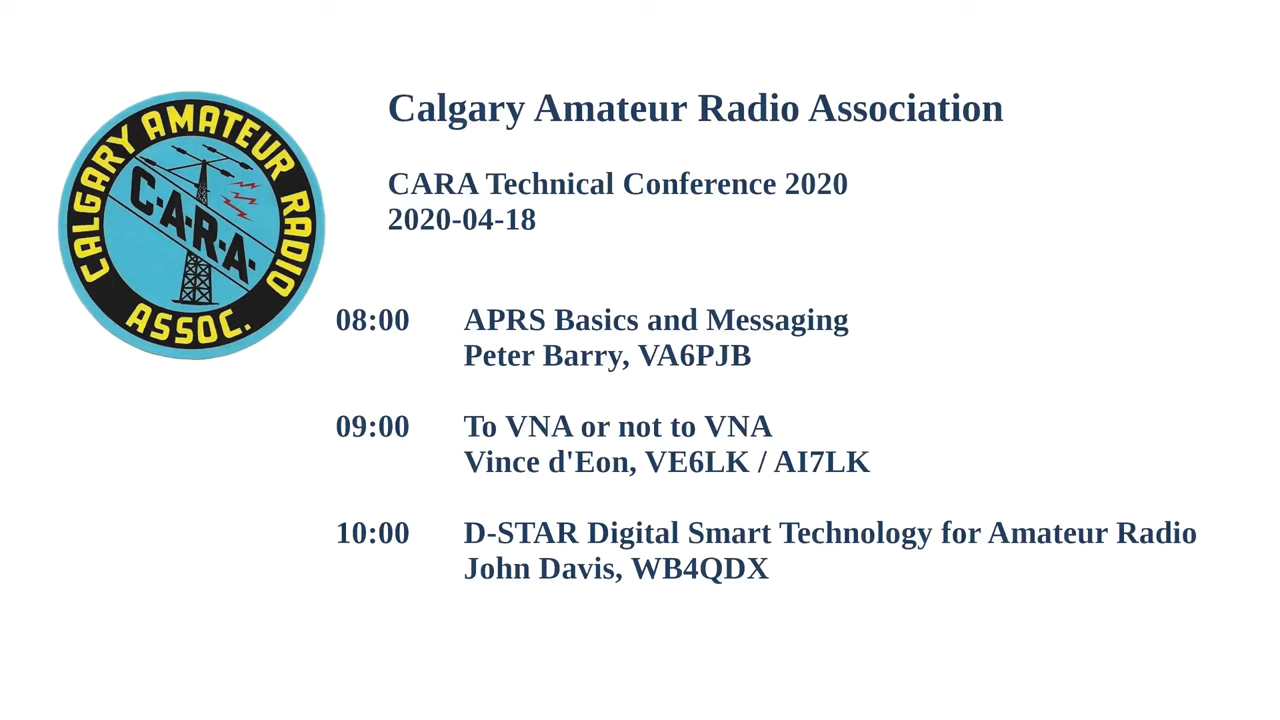 CALGARY AMATEUR RADIO
ASSOC.
C-A-R-A-
Calgary Amateur Radio Association
CARA Technical Conference 2020
2020-04-18
08:00 APRS Basics and Messaging
Peter Barry, VA6PJB
09:00 To VNA or not to VNA
Vince d'Eon, VE6LK / AI7LK
10:00 D-STAR Digital Smart Technology for Amateur Radio
John Davis, WB4QDX